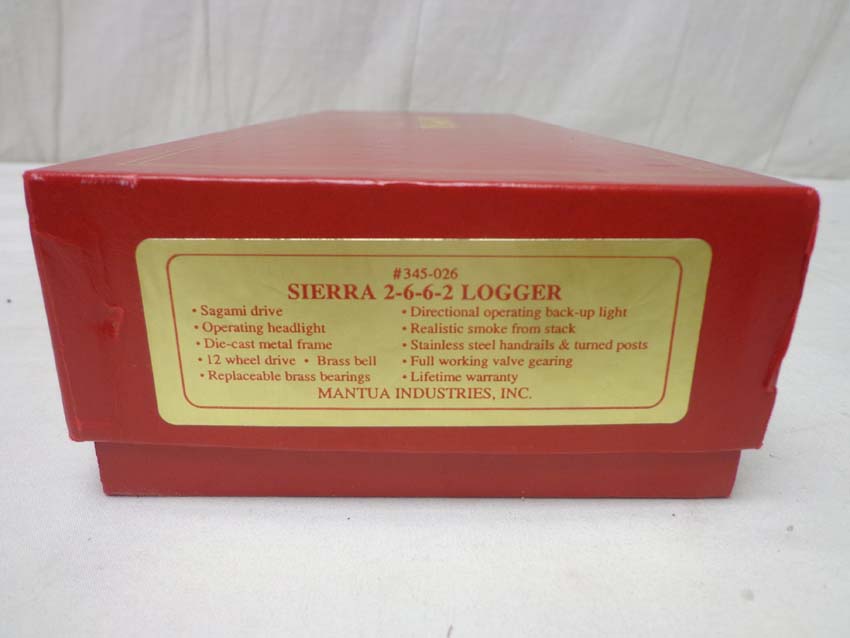 #345-026
SIERRA 2-6-6-2 LOGGER
• Sagami drive
• Operating headlight
• Die-cast metal frame
• 12 wheel drive • Brass bell
• Replaceable brass bearings
• Directional operating back-up light
• Realistic smoke from stack
• Stainless steel handrails & turned posts
• Full working valve gearing
• Lifetime warranty
MANTUA INDUSTRIES, INC.